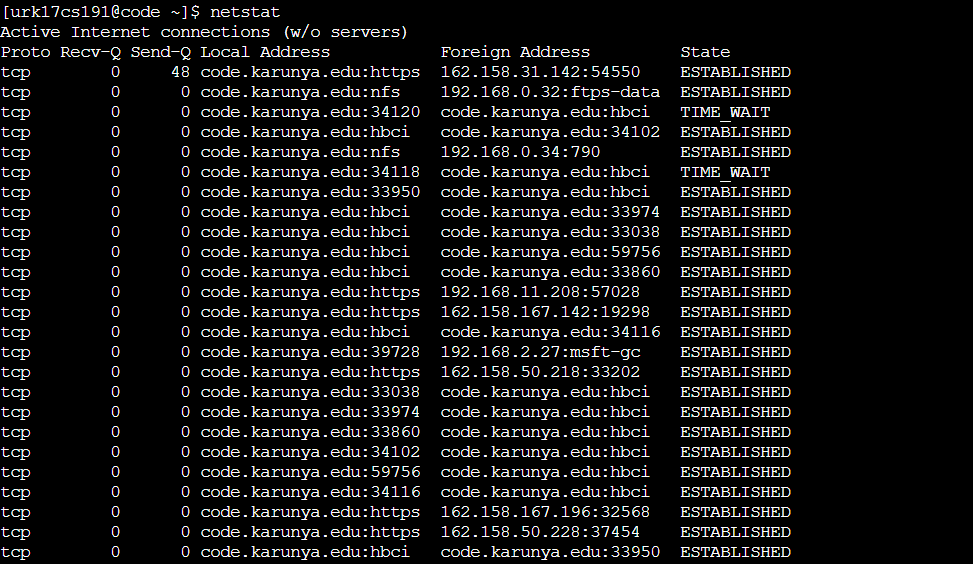 [urk17cs191@code ~]$ netstat
Active Internet connections (w/o servers)
Proto Recv-Q Send-Q Local Address           Foreign Address         State
tcp        0     48 code.karunya.edu:https  162.158.31.142:54550    ESTABLISHED
tcp        0      0 code.karunya.edu:nfs    192.168.0.32:ftps-data  ESTABLISHED
tcp        0      0 code.karunya.edu:34120  code.karunya.edu:hbci   TIME_WAIT
tcp        0      0 code.karunya.edu:hbci   code.karunya.edu:34102  ESTABLISHED
tcp        0      0 code.karunya.edu:nfs    192.168.0.34:790        ESTABLISHED
tcp        0      0 code.karunya.edu:34118  code.karunya.edu:hbci   TIME_WAIT
tcp        0      0 code.karunya.edu:33950  code.karunya.edu:hbci   ESTABLISHED
tcp        0      0 code.karunya.edu:hbci   code.karunya.edu:33974  ESTABLISHED
tcp        0      0 code.karunya.edu:hbci   code.karunya.edu:33038  ESTABLISHED
tcp        0      0 code.karunya.edu:hbci   code.karunya.edu:59756  ESTABLISHED
tcp        0      0 code.karunya.edu:hbci   code.karunya.edu:33860  ESTABLISHED
tcp        0      0 code.karunya.edu:https  192.168.11.208:57028    ESTABLISHED
tcp        0      0 code.karunya.edu:https  162.158.167.142:19298   ESTABLISHED
tcp        0      0 code.karunya.edu:hbci   code.karunya.edu:34116  ESTABLISHED
tcp        0      0 code.karunya.edu:39728  192.168.2.27:msft-gc    ESTABLISHED
tcp        0      0 code.karunya.edu:https  162.158.50.218:33202    ESTABLISHED
tcp        0      0 code.karunya.edu:33038  code.karunya.edu:hbci   ESTABLISHED
tcp        0      0 code.karunya.edu:33974  code.karunya.edu:hbci   ESTABLISHED
tcp        0      0 code.karunya.edu:33860  code.karunya.edu:hbci   ESTABLISHED
tcp        0      0 code.karunya.edu:34102  code.karunya.edu:hbci   ESTABLISHED
tcp        0      0 code.karunya.edu:59756  code.karunya.edu:hbci   ESTABLISHED
tcp        0      0 code.karunya.edu:34116  code.karunya.edu:hbci   ESTABLISHED
tcp        0      0 code.karunya.edu:https  162.158.167.196:32568   ESTABLISHED
tcp        0      0 code.karunya.edu:https  162.158.50.228:37454    ESTABLISHED
tcp        0      0 code.karunya.edu:hbci   code.karunya.edu:33950  ESTABLISHED